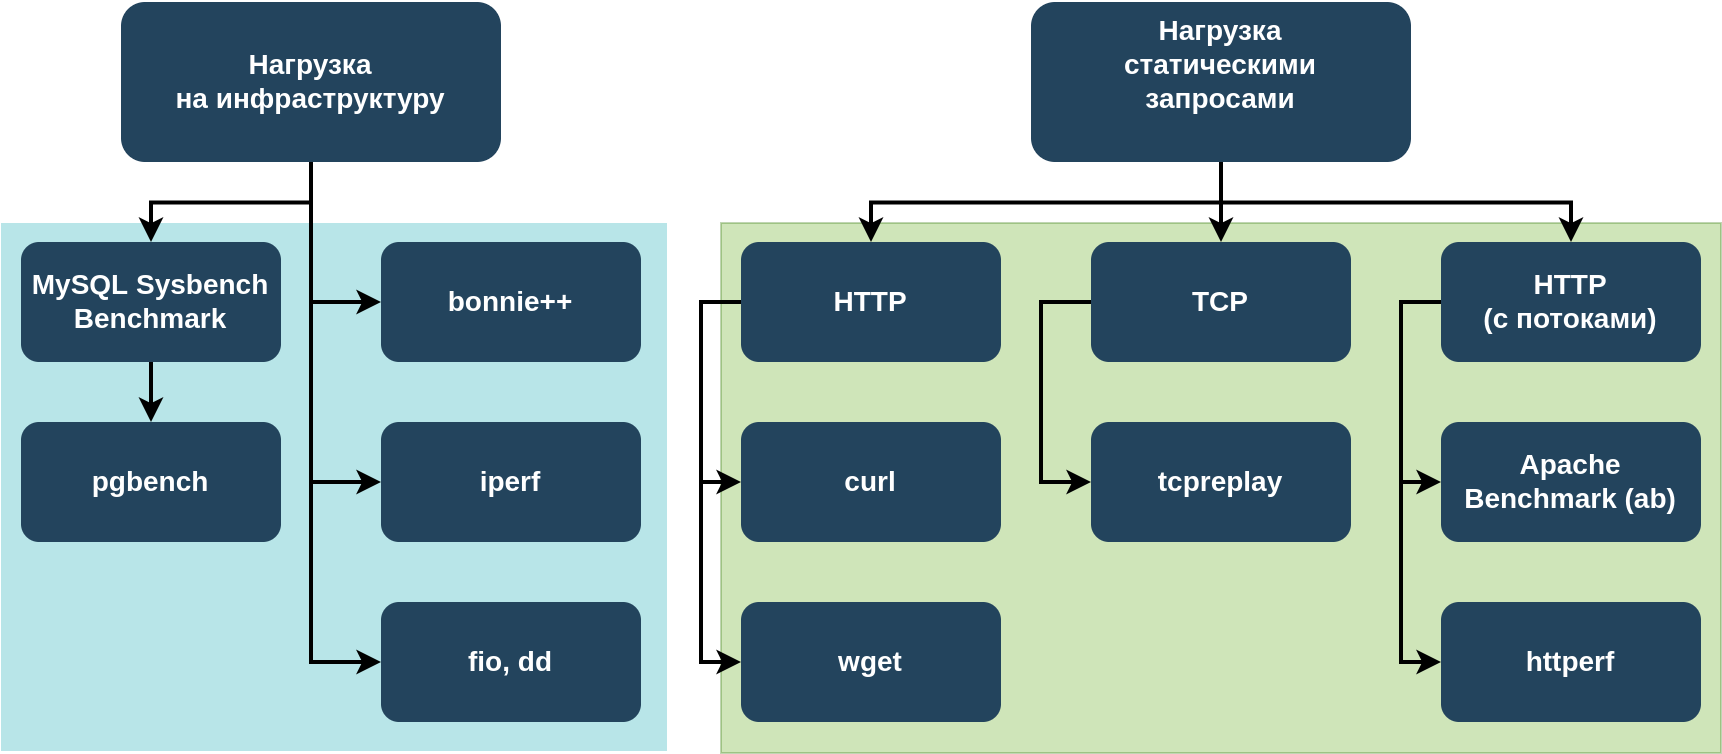 Нагрузка
на инфраструктуру
Нагрузка
статическими
запросами
MySQL Sysbench
Benchmark
bonnie++
HTTP
TCP
HTTP
(с потоками)
pgbench
iperf
curl
tcpreplay
Apache
Benchmark (ab)
fio, dd
wget
httperf